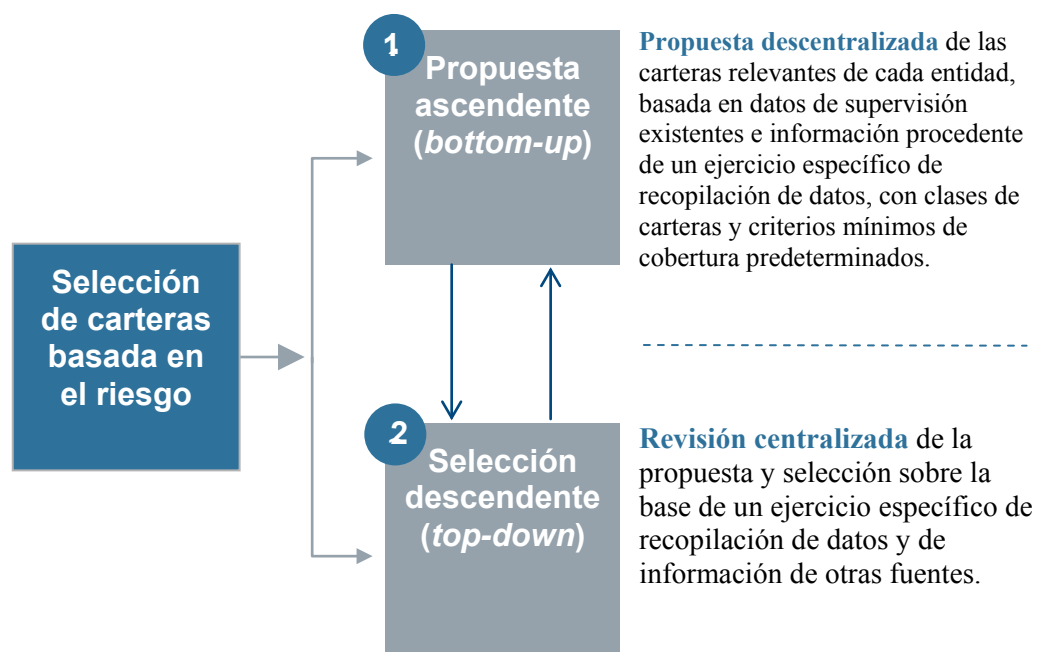 Selección
de carteras
basada en
el riesgo
1
Propuesta
ascendente
(bottom-up)
Propuesta descentralizada de las
carteras relevantes de cada entidad,
basada en datos de supervisión
existentes e información procedente
de un ejercicio específico de
recopilación de datos, con clases de
carteras y criterios mínimos de
cobertura predeterminados.
2
Selección
descendente
(top-down)
Revisión centralizada de la
propuesta y selección sobre la
base de un ejercicio específico de
recopilación de datos y de
información de otras fuentes.